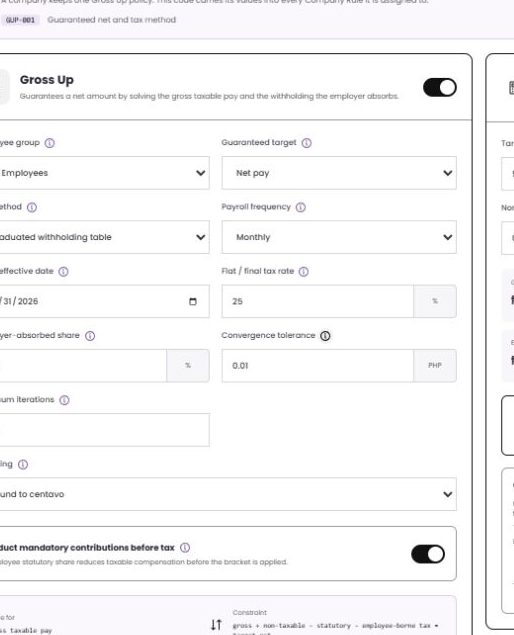 A company keeps one Gross Up policy. This code carries its values into every Company Rule it is assigned to.
GUP-001 Guaranteed net and tax method
Gross Up
Guarantees a net amount by solving the gross taxable pay and the withholding the employer absorbs.
yee group
Guaranteed target
Employees
Net pay
ethod
Payroll frequency
aduated withholding table
Monthly
effective date
Flat / final tax rate
/31/2026
25 %
yer-absorbed share
Convergence tolerance
%
0.01 PHP
um iterations
ing
und to centavo
duct mandatory contributions before tax
ployee statutory share reduces taxable compensation before the bracket is applied.
e for
ss taxable pay
Constraint
gross + non-taxable - statutory - employee-borne tax =
target net
Tar
Nor